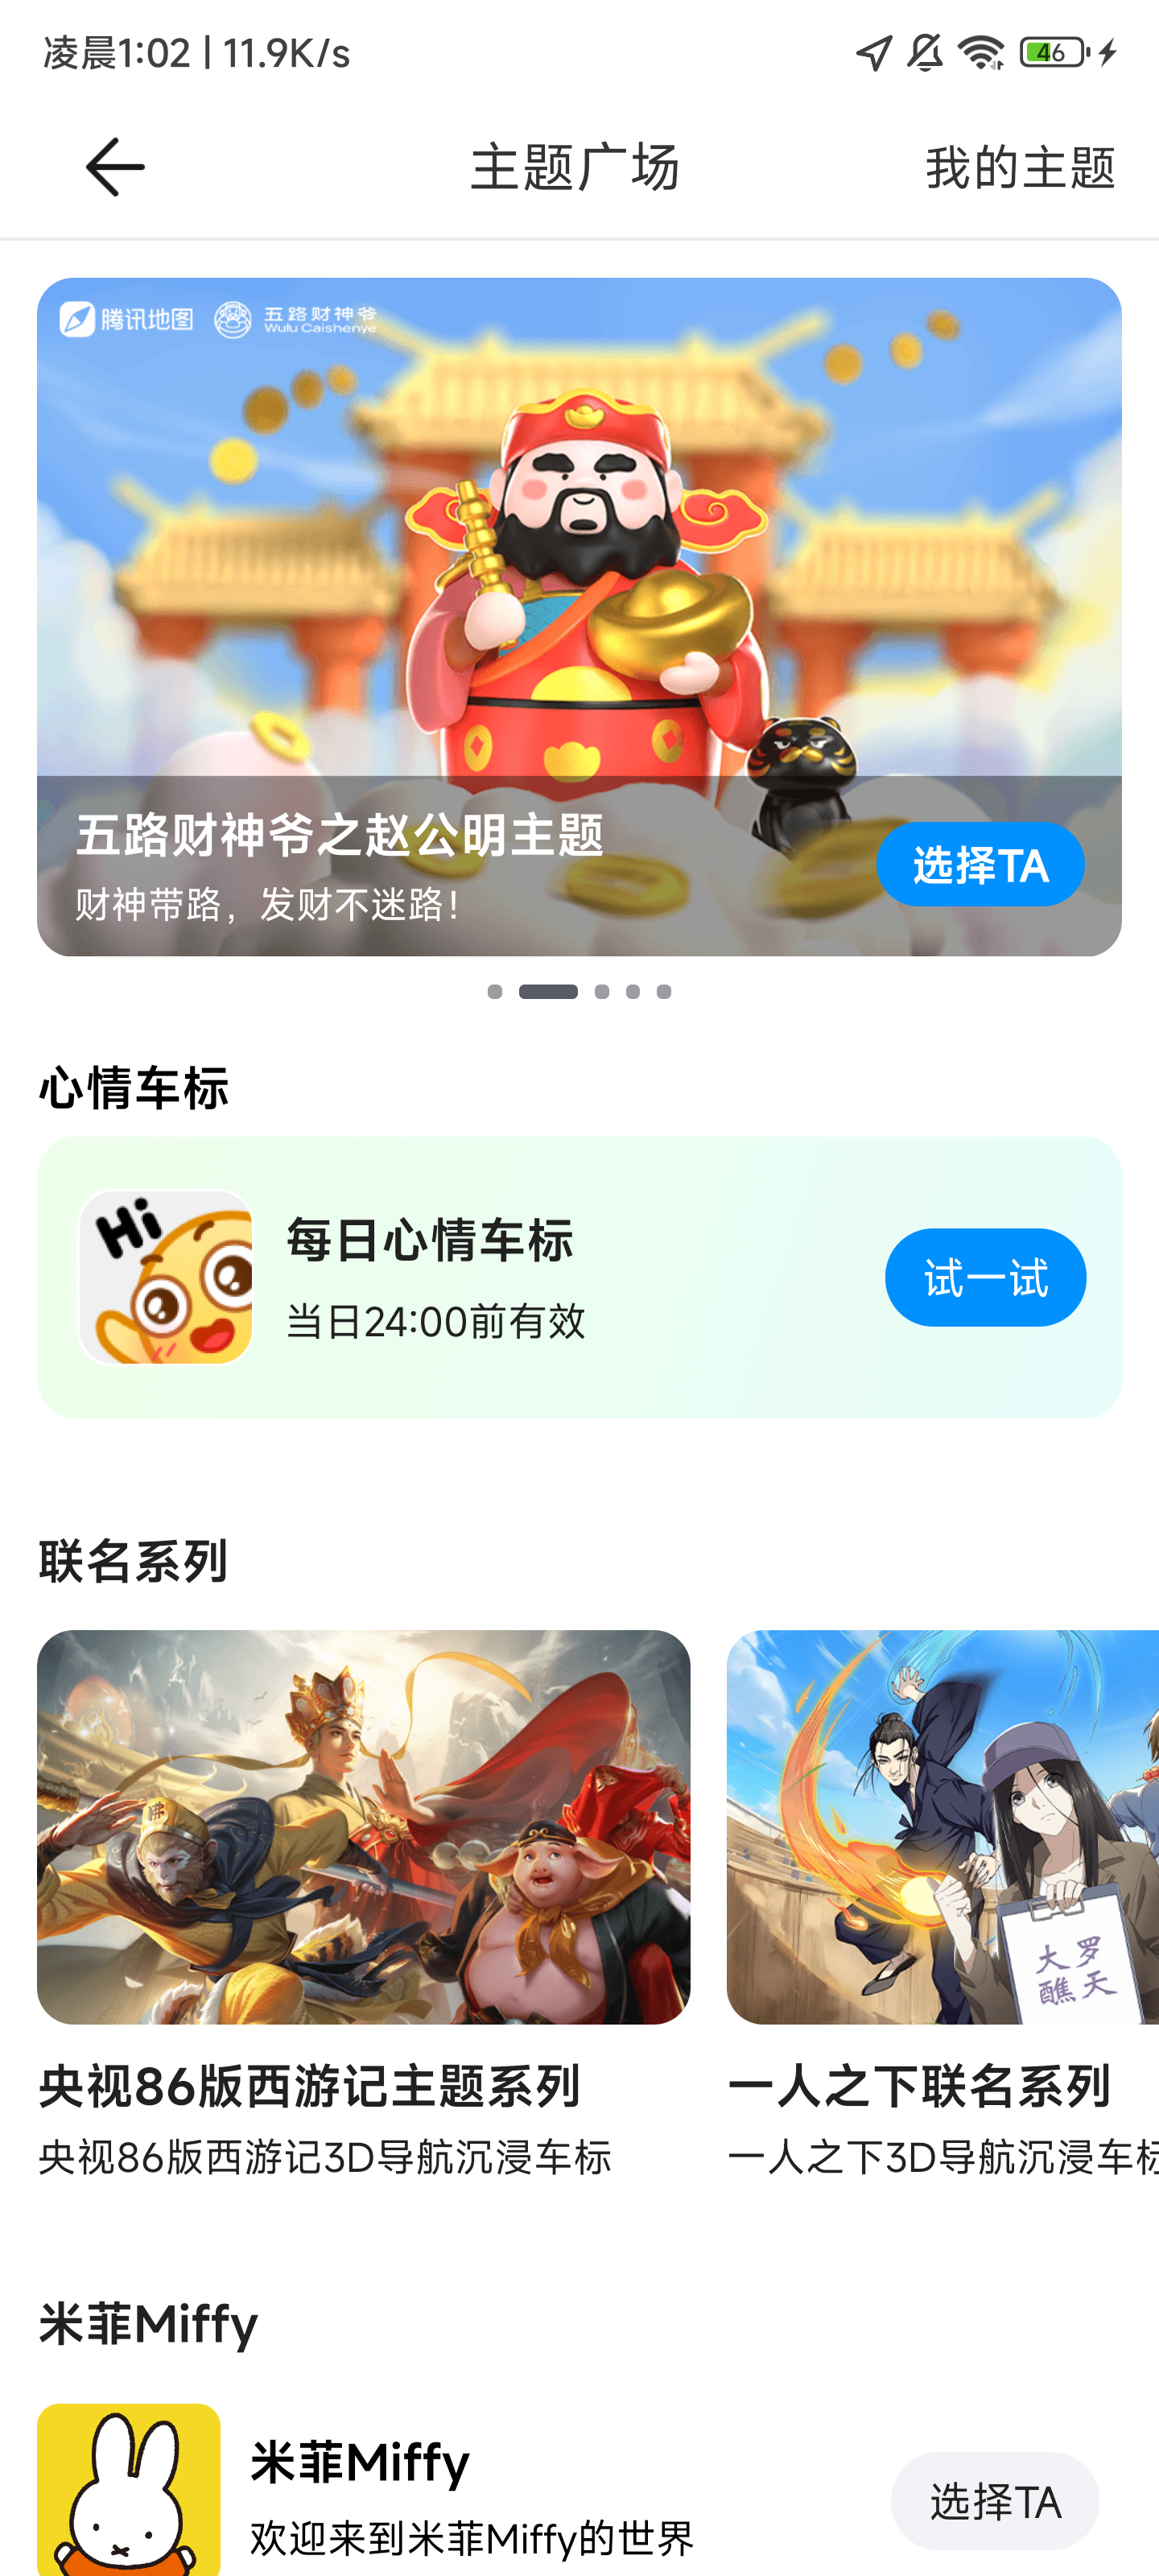 凌晨1:02 | 11.9K/s
46
主题广场
我的主题
腾讯地图
五路财神爷
Wulu Caishenye
五路财神爷之赵公明主题
财神带路，发财不迷路！
选择TA
心情车标
Hi
每日心情车标
当日24:00前有效
试一试
联名系列
佛
大罗
醮天
央视86版西游记主题系列
央视86版西游记3D导航沉浸车标
一人之下联名系列
一人之下3D导航沉浸车标
米菲Miffy
米菲Miffy
欢迎来到米菲Miffy的世界
选择TA